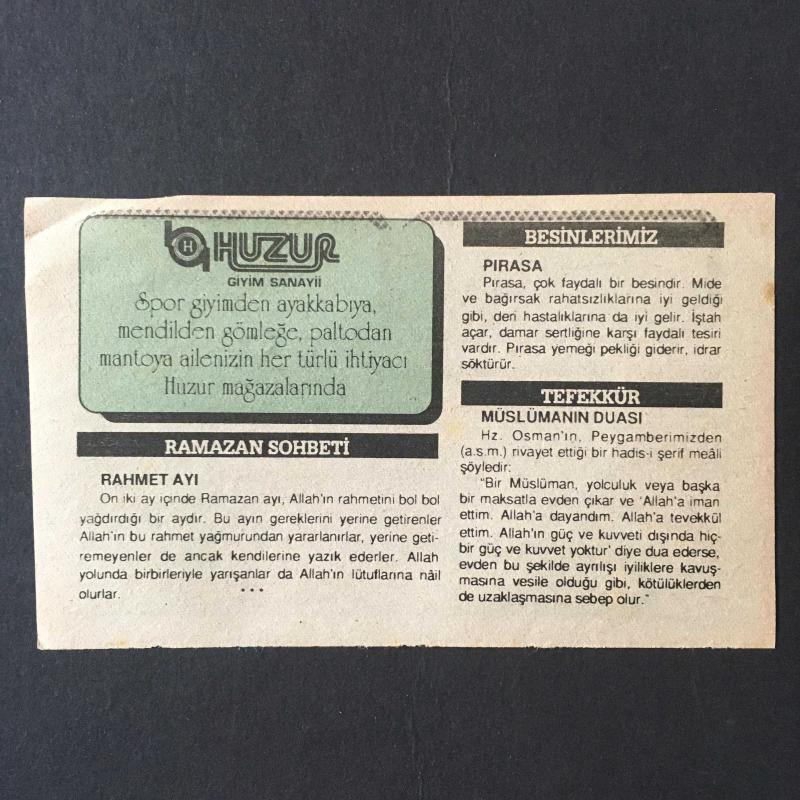 H HUZUR
GİYİM SANAYİİ
Spor giyimden ayakkabıya,
mendilden gömleğe, paltodan
mantoya ailenizin her türlü ihtiyacı
Huzur mağazalarında
RAMAZAN SOHBETİ
RAHMET AYI
On iki ay içinde Ramazan ayı, Allah'ın rahmetini bol bol
yağdırdığı bir aydır. Bu ayın gereklerini yerine getirenler
Allah'ın bu rahmet yağmurundan yararlanırlar, yerine geti-
remeyenler de ancak kendilerine yazık ederler. Allah
yolunda birbirleriyle yarışanlar da Allah'ın lütuflarına nâil
olurlar.
***
BESİNLERİMİZ
PIRASA
Pırasa, çok faydalı bir besindir. Mide
ve bağırsak rahatsızlıklarına iyi geldiği
gibi, deri hastalıklarına da iyi gelir. İştah
açar, damar sertliğine karşı faydalı tesiri
vardır. Pırasa yemeği pekliği giderir, idrar
söktürür.
TEFEKKÜR
MÜSLÜMANIN DUASI
Hz. Osman'ın, Peygamberimizden
(a.s.m.) rivayet ettiği bir hadis-i şerif meâli
şöyledir:
"Bir Müslüman, yolculuk veya başka
bir maksatla evden çıkar ve 'Allah'a iman
ettim. Allah'a dayandım. Allah'a tevekkül
ettim. Allah'ın güç ve kuvveti dışında hiç-
bir güç ve kuvvet yoktur' diye dua ederse,
evden bu şekilde ayrılışı iyiliklere kavuş-
masına vesile olduğu gibi, kötülüklerden
de uzaklaşmasına sebep olur."